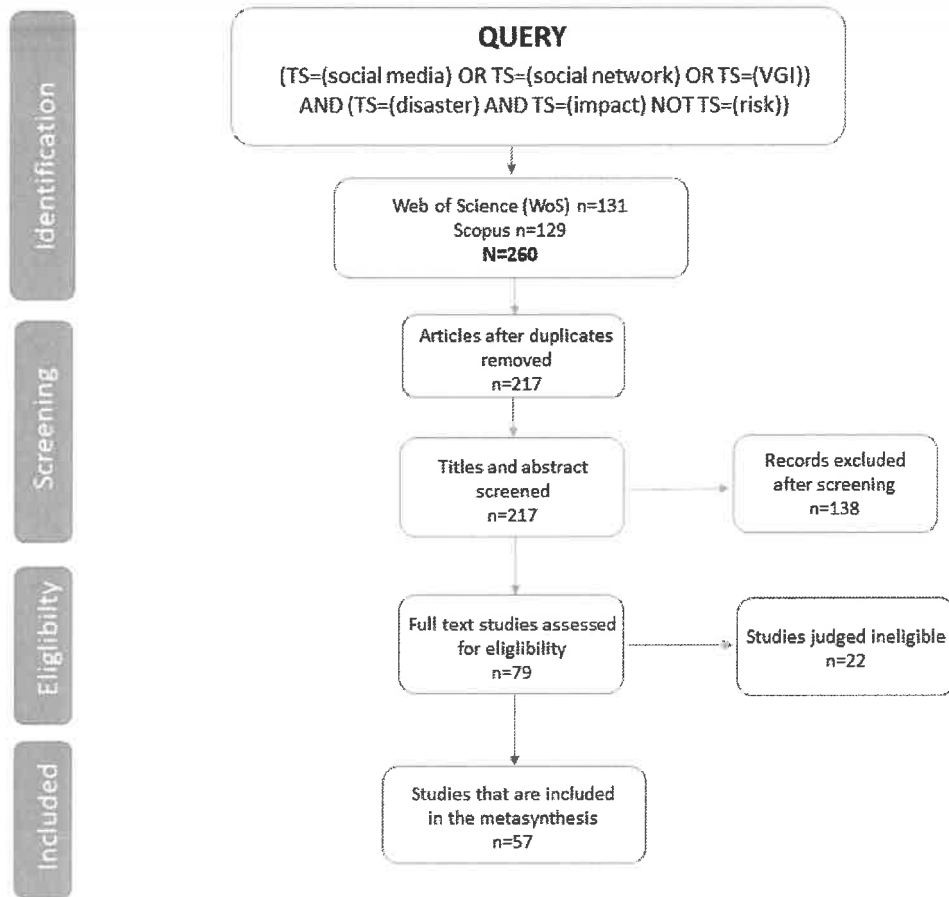 Identification
QUERY
(TS=(social media) OR TS=(social network) OR TS=(VGI))
AND (TS=(disaster) AND TS=(impact) NOT TS=(risk))
Web of Science (WoS) n=131
Scopus n=129
N=260
Screening
Articles after duplicates
removed
n=217
Titles and abstract
screened
n=217
Records excluded
after screening
n=138
Eliglibilty
Full text studies assessed
for eliglibility
n=79
Studies judged ineligible
n=22
Included
Studies that are included
in the metasynthesis
n=57